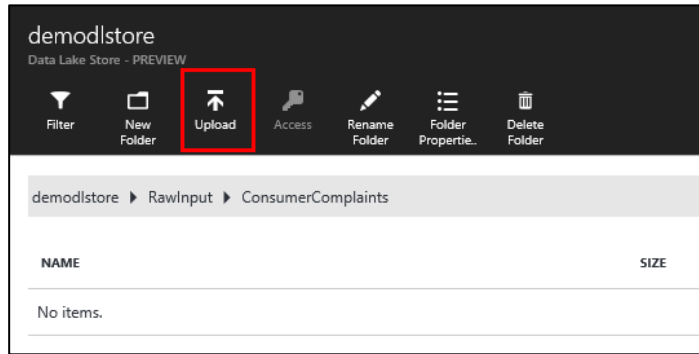 demodlstore
Data Lake Store - PREVIEW
Filter
New
Folder
Upload
Access
Rename
Folder
Folder
Propertie..
Delete
Folder
demodlstore RawInput ConsumerComplaints
NAME SIZE
No items.